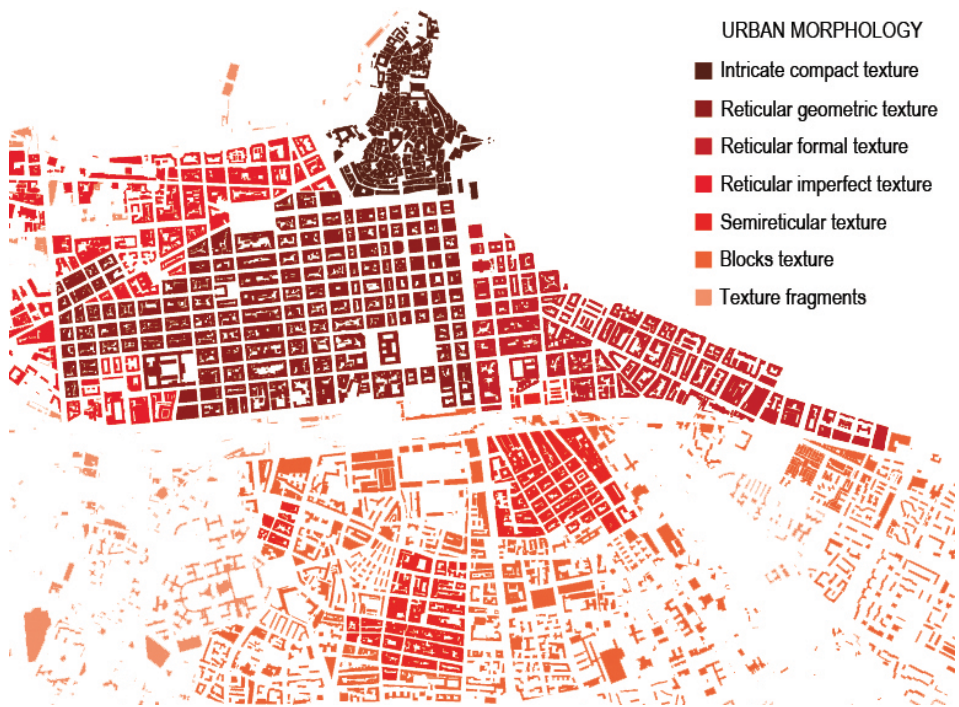 URBAN MORPHOLOGY
Intricate compact texture
Reticular geometric texture
Reticular formal texture
Reticular imperfect texture
Semireticular texture
Blocks texture
Texture fragments